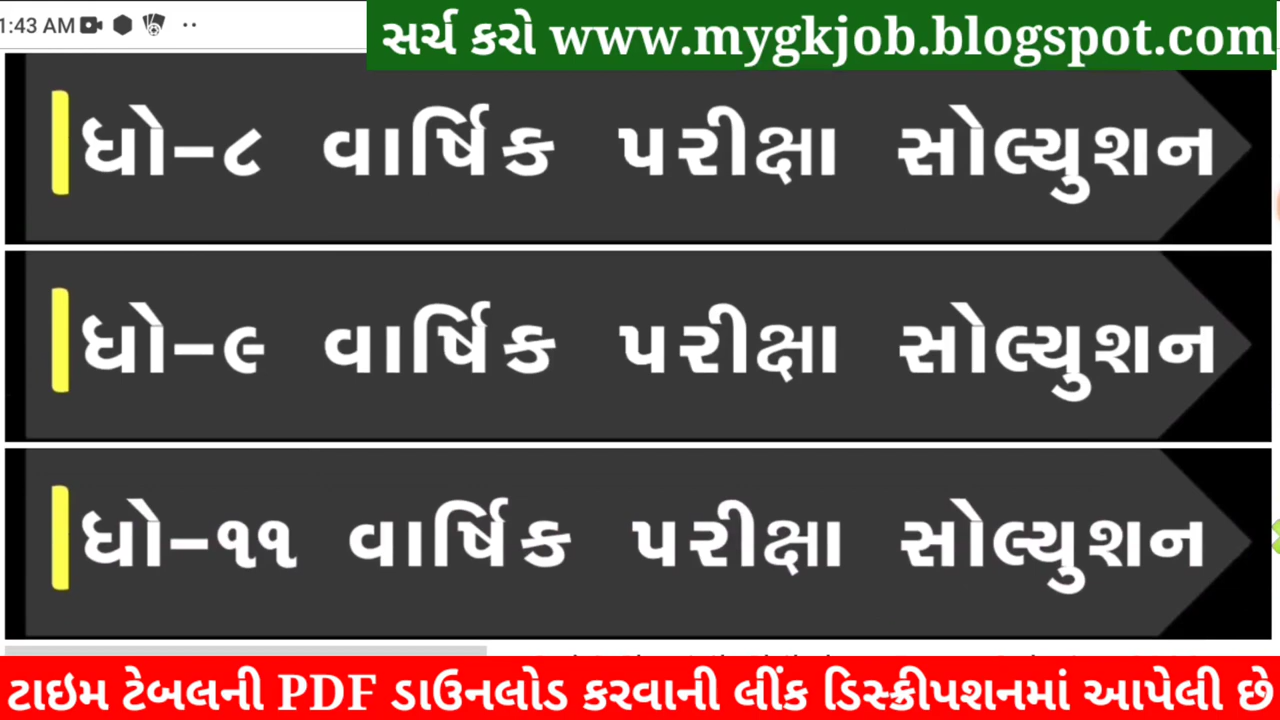 1:43 AM
સર્ચ કરો www.mygkjob.blogspot.com
ધો-૮ વાર્ષિક પરીક્ષા સોલ્યુશન
ધો-૯ વાર્ષિક પરીક્ષા સોલ્યુશન
ધો-૧૧ વાર્ષિક પરીક્ષા સોલ્યુશન
ટાઇમ ટેબલની PDF ડાઉનલોડ કરવાની લીંક ડિસ્ક્રીપશનમાં આપેલી છે